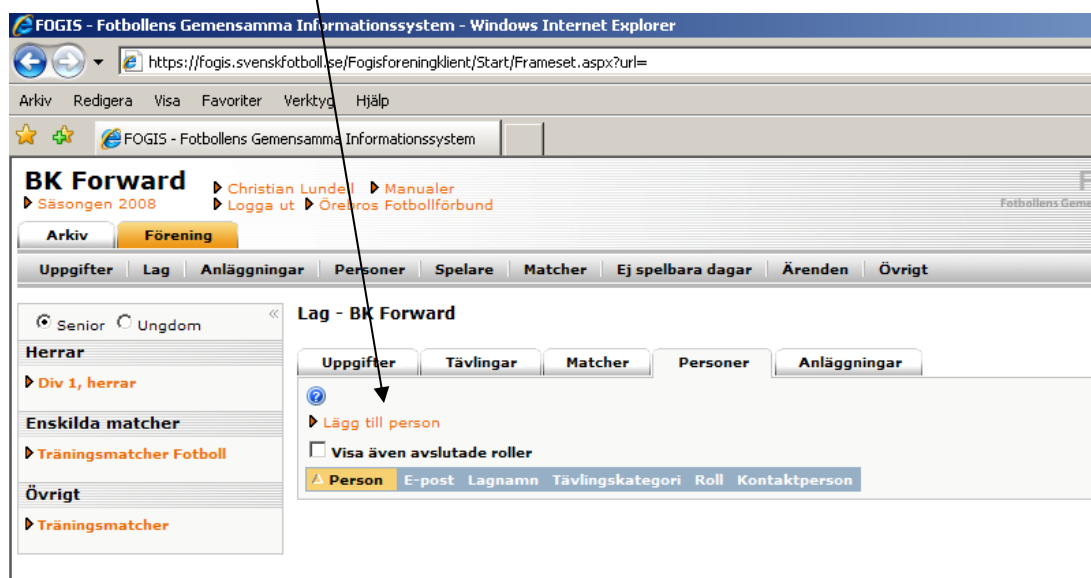 FOGIS - Fotbollens Gemensamma Informationssystem - Windows Internet Explorer
https://fogis.svenskfotboll.se/Fogisforeningklient/Start/Frameset.aspx?url=
Arkiv Redigera Visa Favoriter Verktyg Hjälp
FOGIS - Fotbollens Gemensamma Informationssystem
BK Forward
Christian Lundell Manualer
Säsongen 2008 Logga ut Örebros Fotbollförbund
Fotbollens Geme
Arkiv Förening
Uppgifter Lag Anläggningar Personer Spelare Matcher Ej spelbara dagar Ärenden Övrigt
Senior Ungdom
Herrar
Div 1, herrar
Enskilda matcher
Träningsmatcher Fotboll
Övrigt
Träningsmatcher
Lag - BK Forward
Uppgifter Tävlingar Matcher Personer Anläggningar
Lägg till person
Visa även avslutade roller
Person E-post Lagnamn Tävlingskategori Roll Kontaktperson